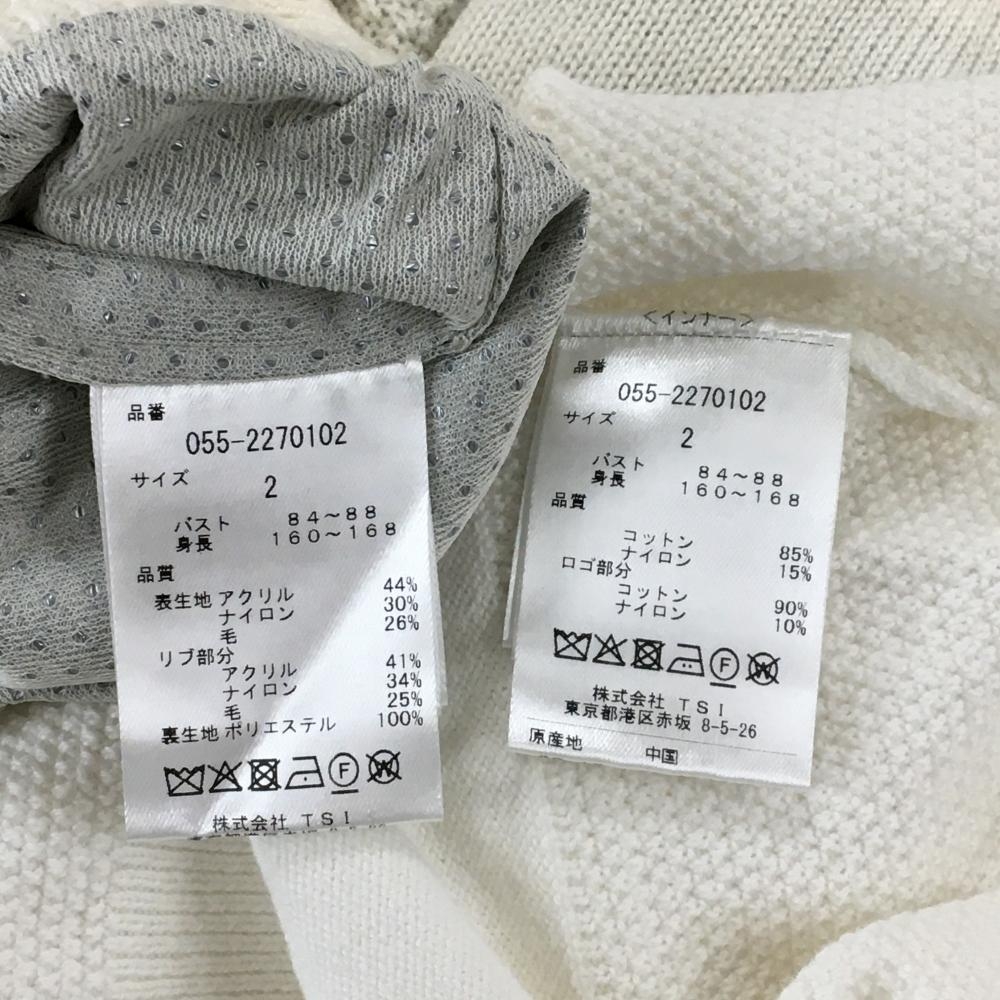 品番
055-2270102
サイズ
2
バスト 84～88
身長 160～168
品質
表生地 アクリル 44%
ナイロン 30%
毛 26%
リブ部分
アクリル 41%
ナイロン 34%
毛 25%
裏生地 ポリエステル 100%
F
W
株式会社 TSI
<インナー>
品番
055-2270102
サイズ
2
バスト 84～88
身長 160～168
品質
コットン 85%
ナイロン 15%
ロゴ部分
コットン 90%
ナイロン 10%
F
W
株式会社 TSI
東京都港区赤坂 8-5-26
原産地 中国